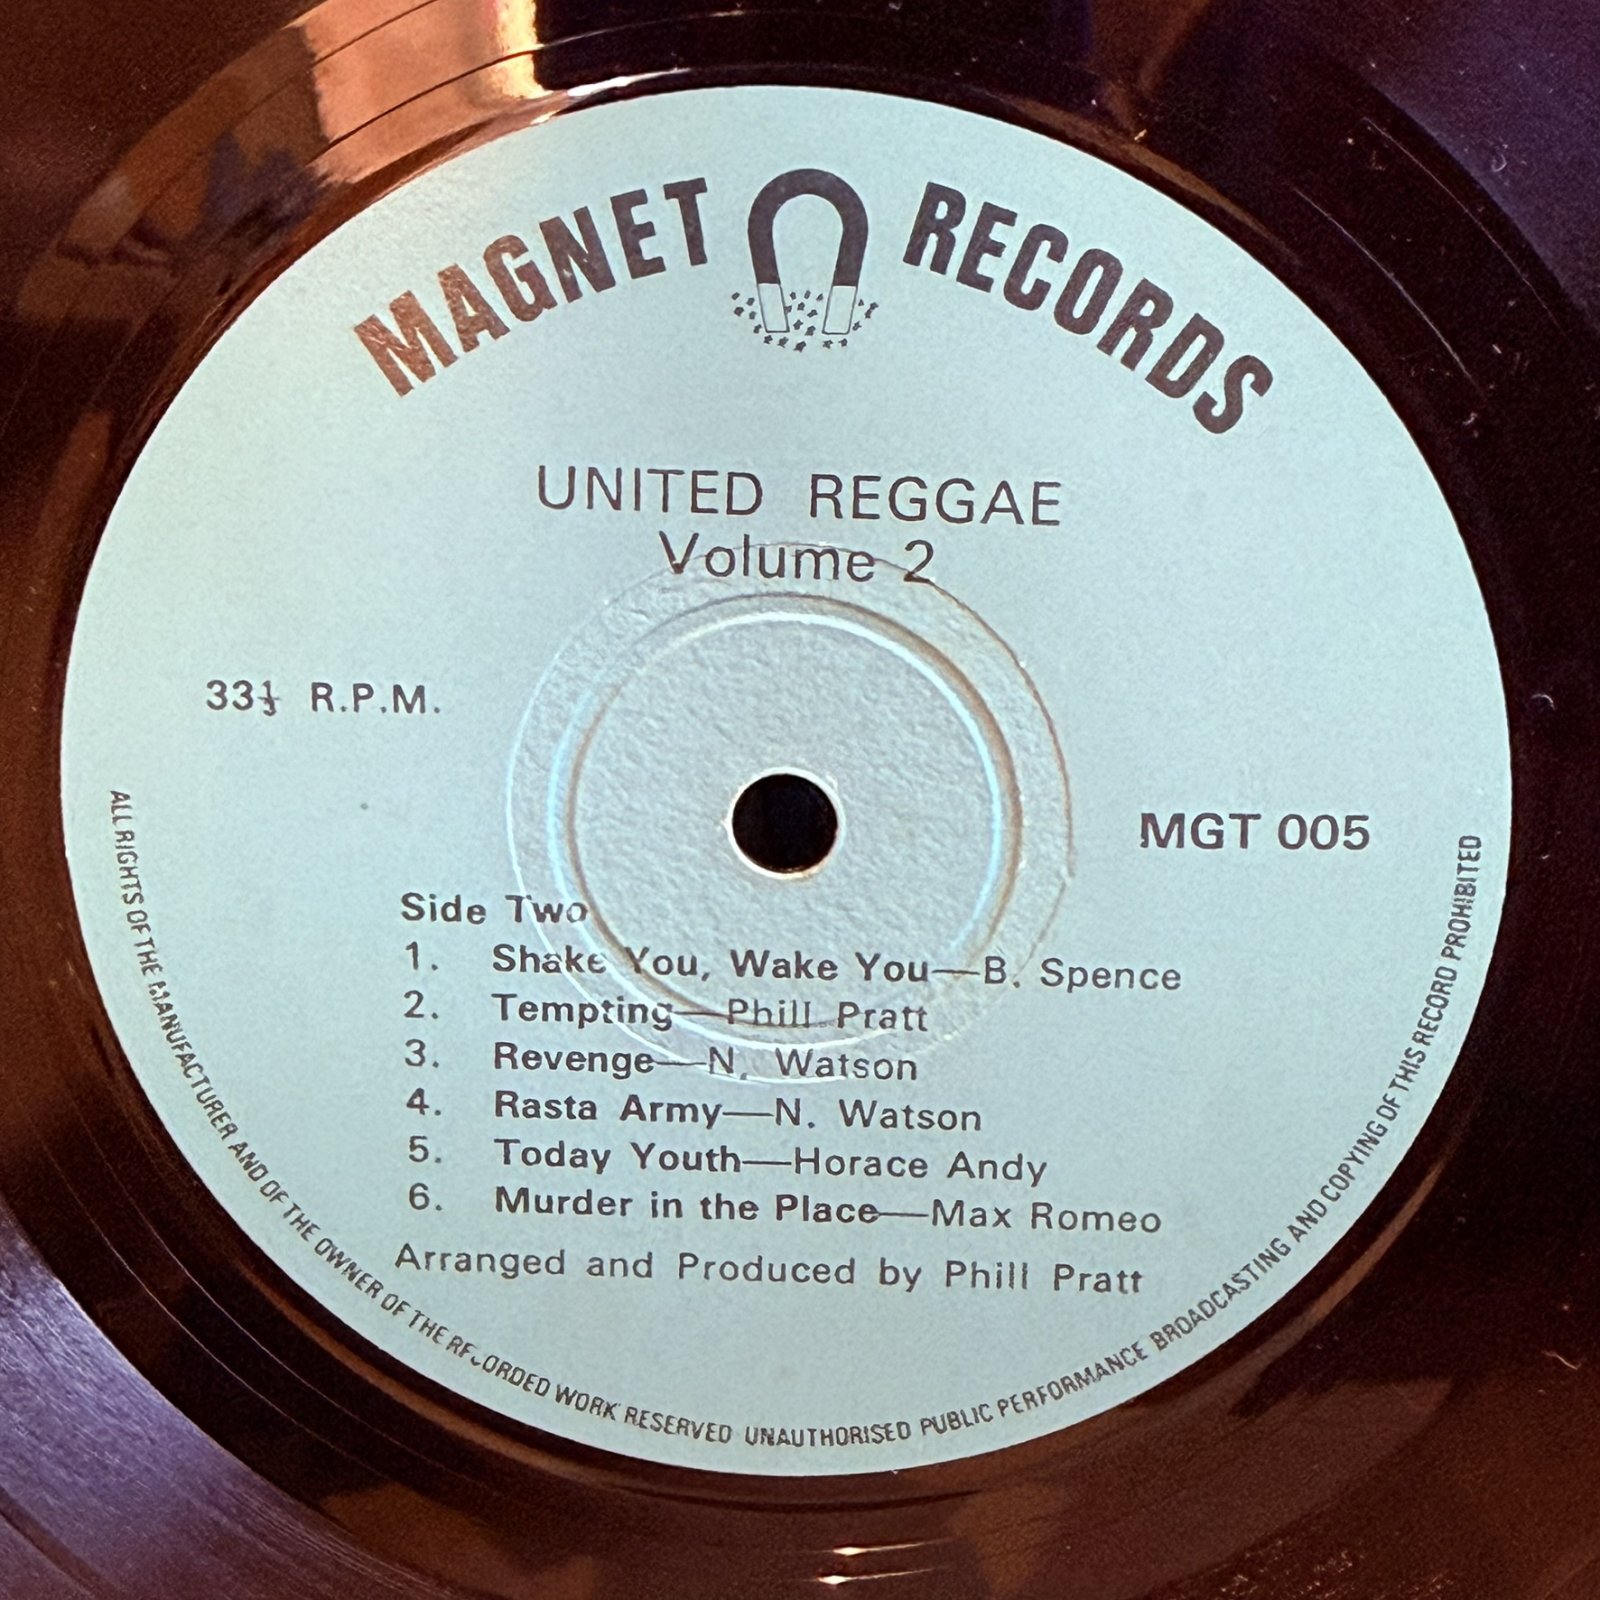 MAGNET RECORDS
UNITED REGGAE
Volume 2
33⅓ R.P.M.
MGT 005
Side Two
1. Shake You, Wake You—B. Spence
2. Tempting—Phill Pratt
3. Revenge—N. Watson
4. Rasta Army—N. Watson
5. Today Youth—Horace Andy
6. Murder in the Place—Max Romeo
Arranged and Produced by Phill Pratt
ALL RIGHTS OF THE MANUFACTURER AND OF THE OWNER OF THE RECORDED WORK RESERVED UNAUTHORISED PUBLIC PERFORMANCE BROADCASTING AND COPYING OF THIS RECORD PROHIBITED